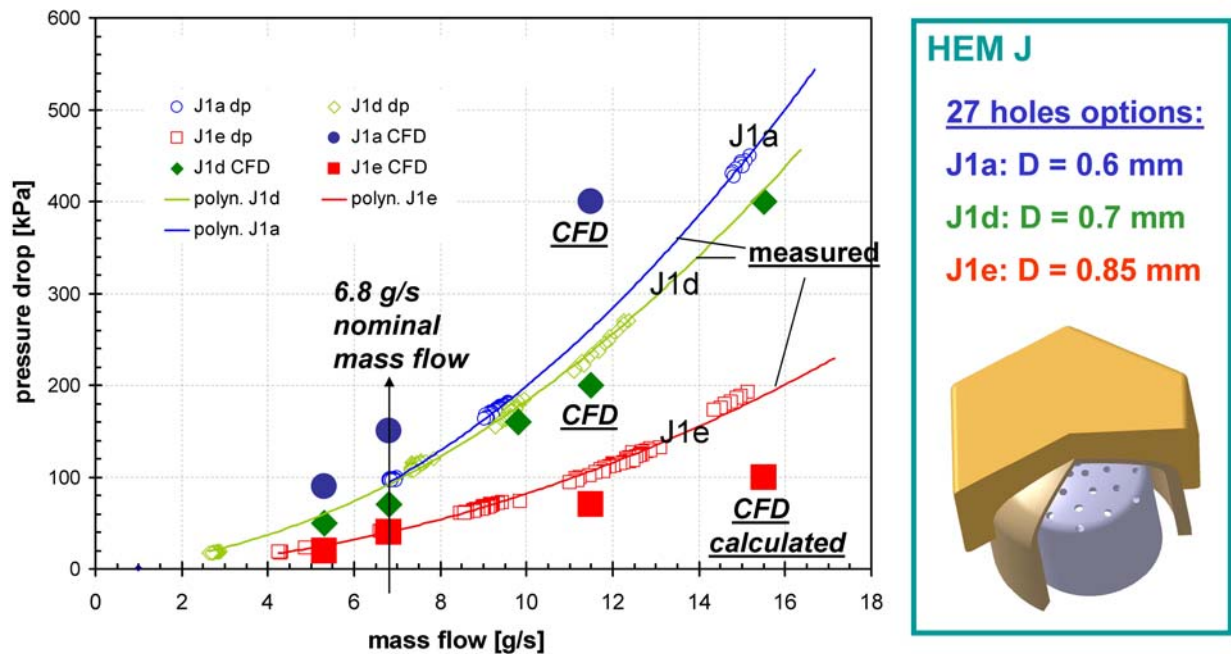 600
500
400
300
200
100
0
pressure drop [kPa]
J1a dp
J1d dp
J1e dp
J1a CFD
J1d CFD
J1e CFD
polyn. J1d
polyn. J1e
polyn. J1a
J1a
CFD
measured
J1d
6.8 g/s
nominal
mass flow
CFD
J1e
CFD
calculated
0 2 4 6 8 10 12 14 16 18
mass flow [g/s]
HEM J
27 holes options:
J1a: D = 0.6 mm
J1d: D = 0.7 mm
J1e: D = 0.85 mm